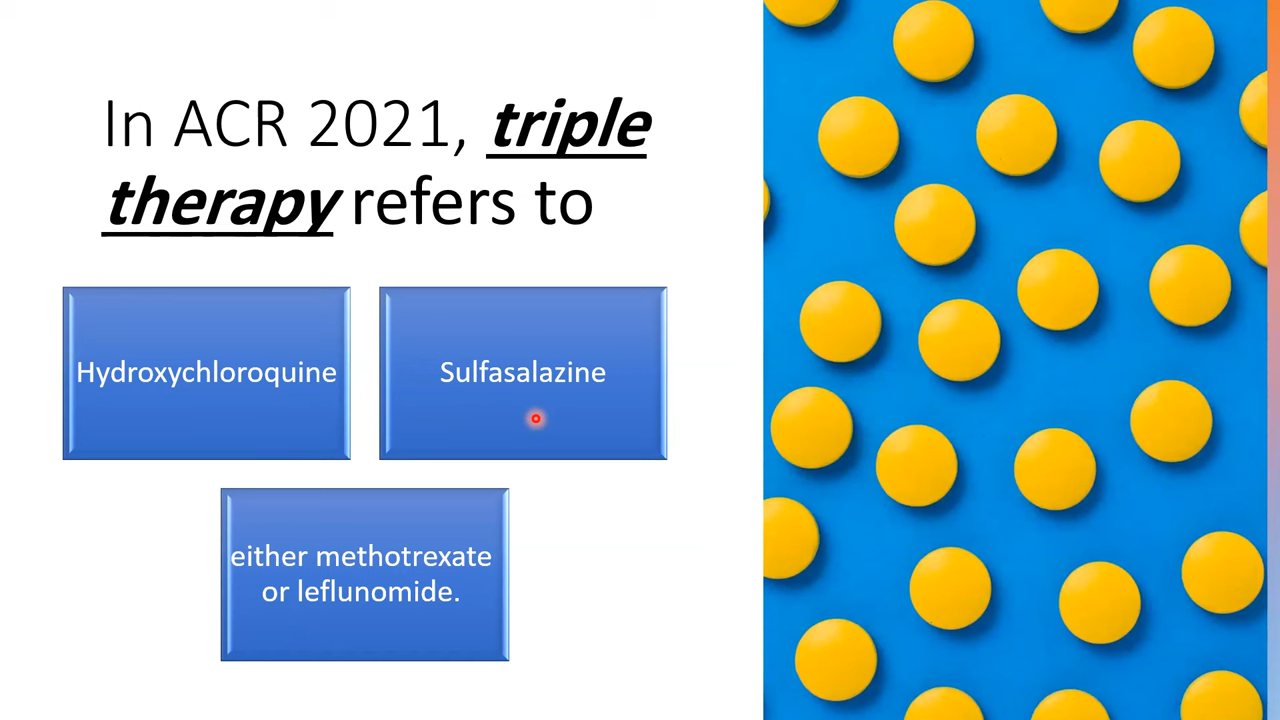 In ACR 2021, triple
therapy refers to
Hydroxychloroquine
Sulfasalazine
either methotrexate
or leflunomide.